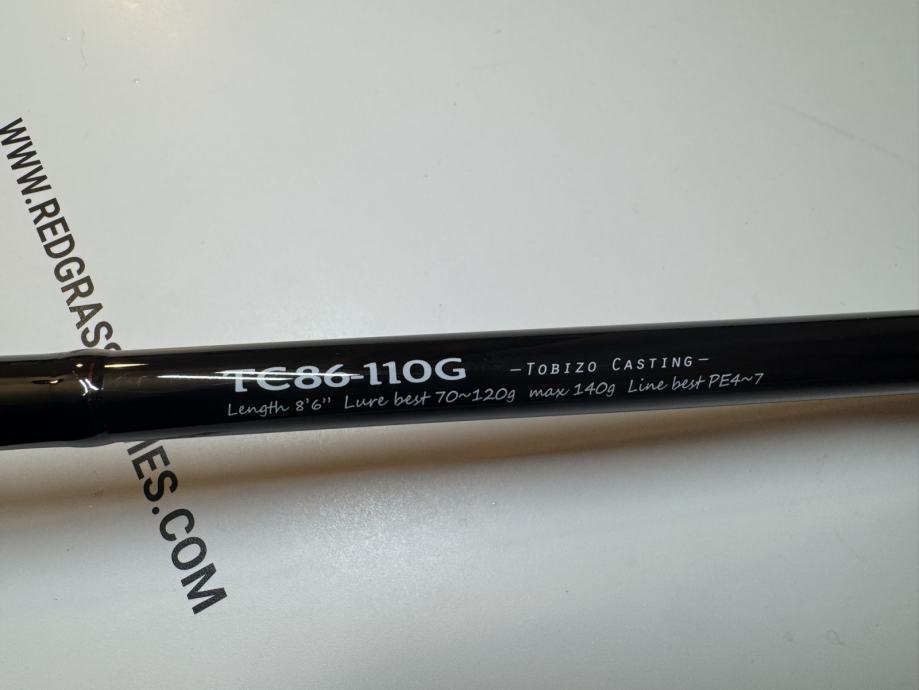 WWW.REDGRASS
MES.COM
TC86-110G
-TOBIZO CASTING-
Length 8'6" Lure best 70~120g max 140g Line best PE4~7